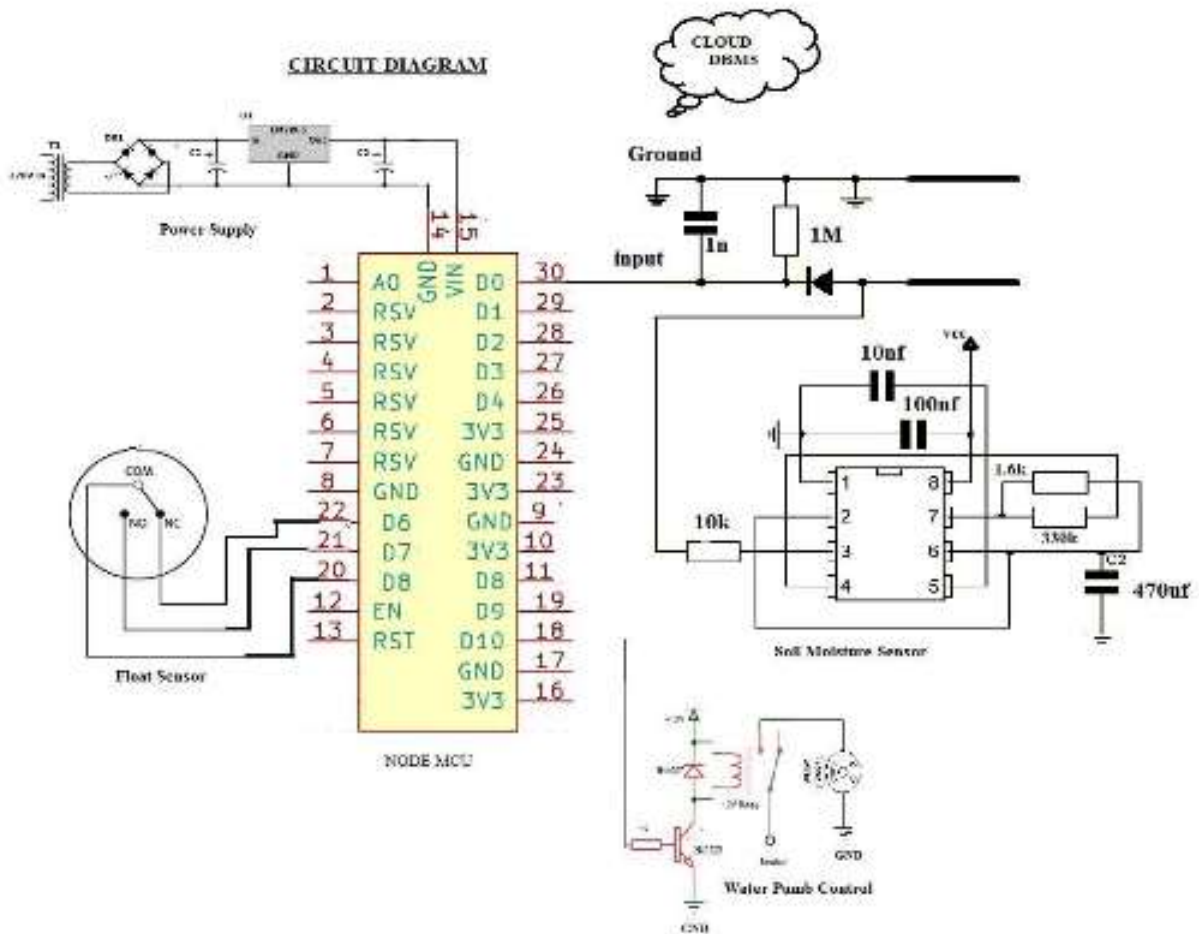 CLOUD
DBMS
CIRCUIT DIAGRAM
GND
Power Supply
Ground
1n
1M
input
14
15
GND
VIN
1
A0
D0
30
2
RSV
D1
29
3
RSV
D2
28
4
RSV
D3
27
5
RSV
D4
26
6
RSV
3V3
25
7
RSV
GND
24
8
GND
3V3
23
22
D6
GND
9
21
D7
3V3
10
20
D8
D8
11
12
EN
D9
19
13
RST
D10
18
GND
17
3V3
16
NODE MCU
COM
NO
NC
Float Sensor
VCC
10nf
100nf
1
8
1.6k
2
7
10k
3
6
330k
4
5
C2
470uf
Soil Moisture Sensor
GND
Water Pumb Control
GND